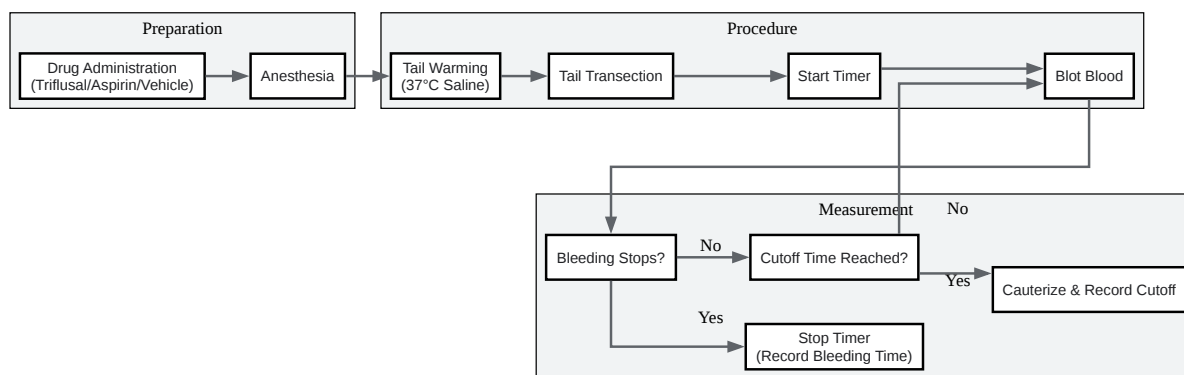 Preparation
Drug Administration
(Triflusal/Aspirin/Vehicle)
Anesthesia
Procedure
Tail Warming
(37°C Saline)
Tail Transection
Start Timer
Blot Blood
Measurement
No
Bleeding Stops?
No
Cutoff Time Reached?
Yes
Cauterize & Record Cutoff
Yes
Stop Timer
(Record Bleeding Time)